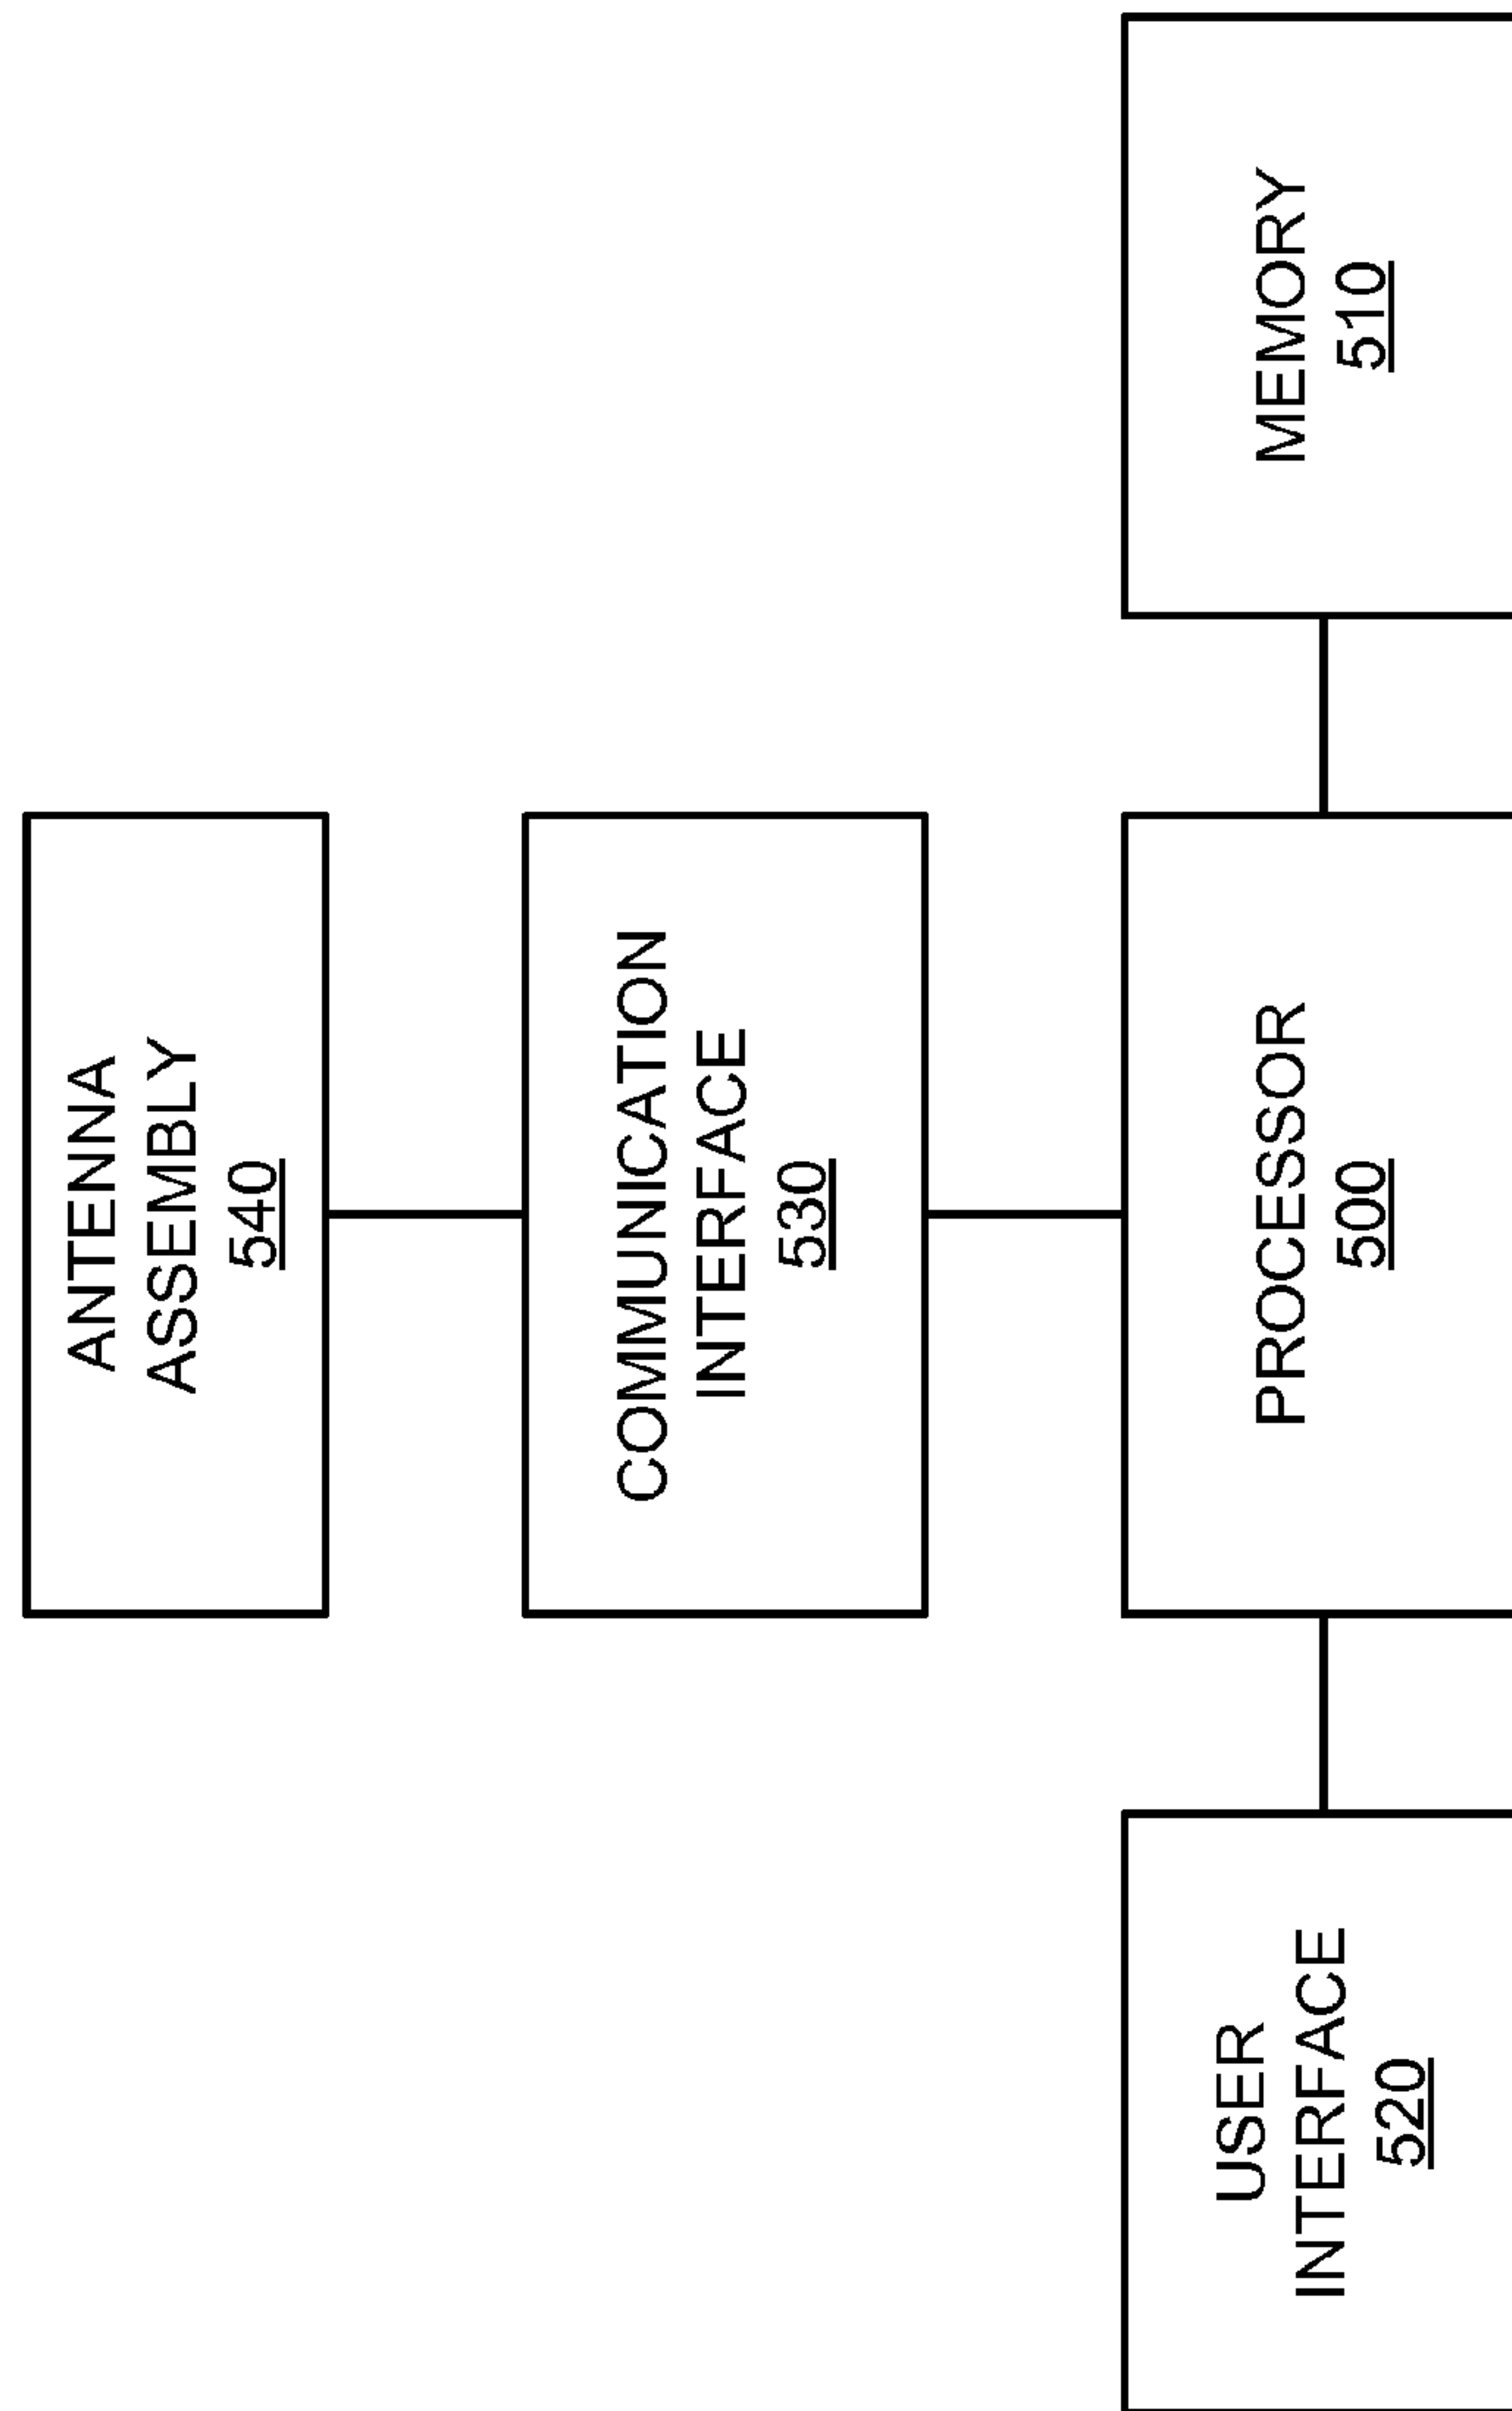 ANTENNA
ASSEMBLY
540
COMMUNICATION
INTERFACE
530
USER
INTERFACE
520
PROCESSOR
500
MEMORY
510